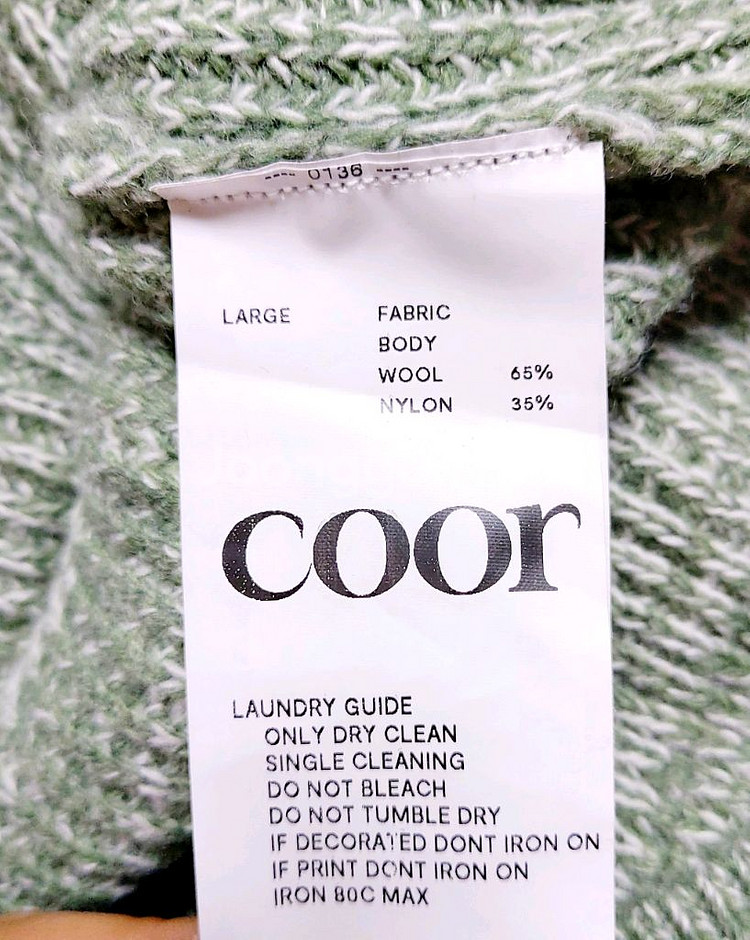 ---- 0136 ----
LARGE FABRIC
BODY
WOOL 65%
NYLON 35%
coor
LAUNDRY GUIDE
ONLY DRY CLEAN
SINGLE CLEANING
DO NOT BLEACH
DO NOT TUMBLE DRY
IF DECORATED DONT IRON ON
IF PRINT DONT IRON ON
IRON 80C MAX